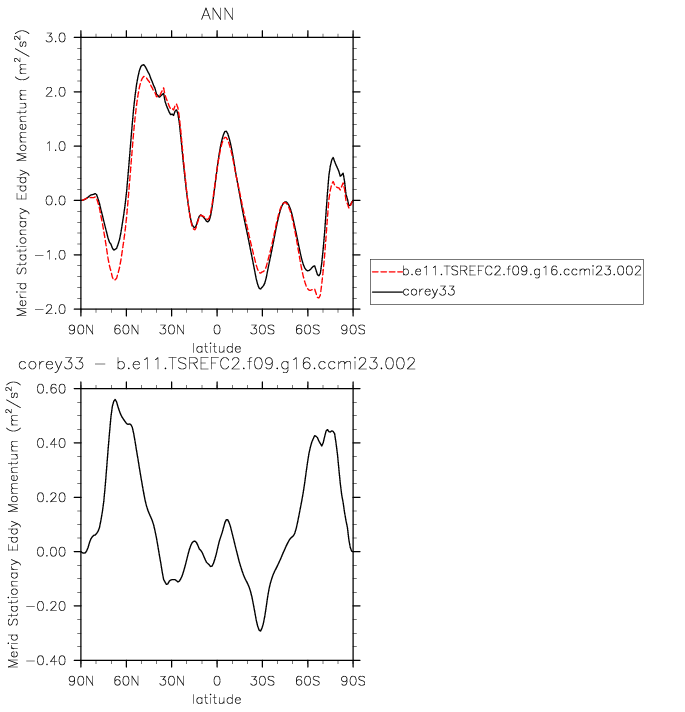 ANN
Merid Stationary Eddy Momentum (m²/s²)
3.0
2.0
1.0
0.0
−1.0
−2.0
90N 60N 30N 0 30S 60S 90S
latitude
b.e11.TSREFC2.f09.g16.ccmi23.002
corey33
corey33 − b.e11.TSREFC2.f09.g16.ccmi23.002
Merid Stationary Eddy Momentum (m²/s²)
0.60
0.40
0.20
0.00
−0.20
−0.40
90N 60N 30N 0 30S 60S 90S
latitude